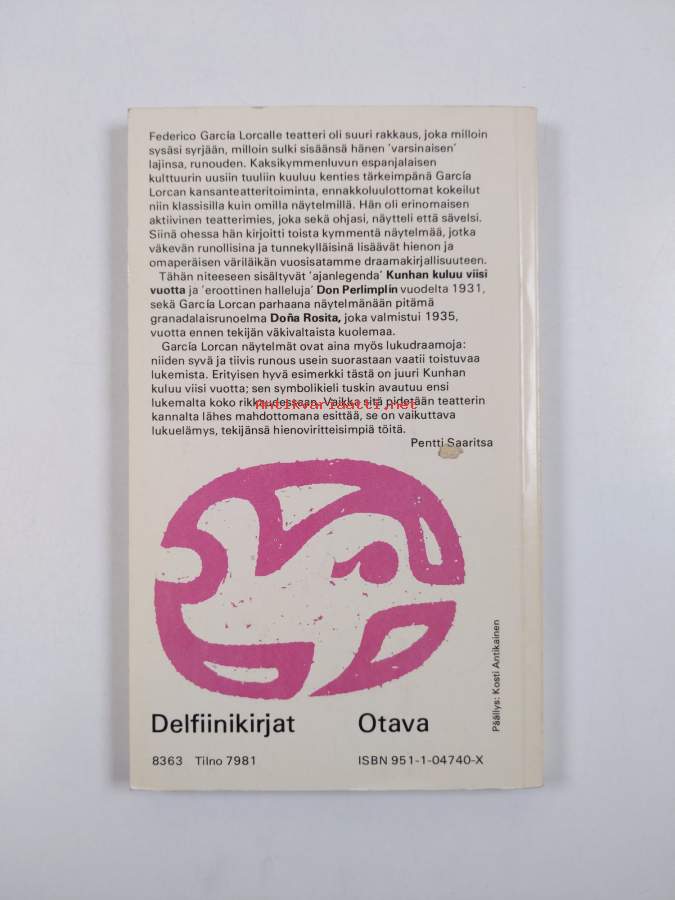 Federico García Lorcalle teatteri oli suuri rakkaus, joka milloin
sysäsi syrjään, milloin sulki sisäänsä hänen 'varsinaisen'
lajinsa, runouden. Kaksikymmenluvun espanjalaisen
kulttuurin uusiin tuuliin kuuluu kenties tärkeimpänä García
Lorcan kansanteatteritoiminta, ennakkoluulottomat kokeilut
niin klassisilla kuin omilla näytelmillä. Hän oli erinomaisen
aktiivinen teatterimies, joka sekä ohjasi, näytteli että sävelsi.
Siinä ohessa hän kirjoitti toista kymmentä näytelmää, jotka
väkevän runollisina ja tunnekylläisinä lisäävät hienon ja
omaperäisen väriläikän vuosisatamme draamakirjallisuuteen.
Tähän niteeseen sisältyvät 'ajanlegenda' Kunhan kuluu viisi
vuotta ja 'eroottinen halleluja' Don Perlimplín vuodelta 1931,
sekä García Lorcan parhaana näytelmänään pitämä
granadalaisrunoelma Doña Rosita, joka valmistui 1935,
vuotta ennen tekijän väkivaltaista kuolemaa.
García Lorcan näytelmät ovat aina myös lukudraamoja:
niiden syvä ja tiivis runous usein suorastaan vaatii toistuvaa
lukemista. Erityisen hyvä esimerkki tästä on juuri Kunhan
kuluu viisi vuotta; sen symbolikieli tuskin avautuu ensi
lukemalta koko rikkaudessaan. Vaikka sitä pidetään teatterin
Antikvariaatti.net
kannalta lähes mahdottomana esittää, se on vaikuttava
lukuelämys, tekijänsä hienoviritteisimpiä töitä.
Pentti Saaritsa
Päällys: Kosti Antikainen
Delfiinikirjat Otava
8363 Tilno 7981 ISBN 951-1-04740-X